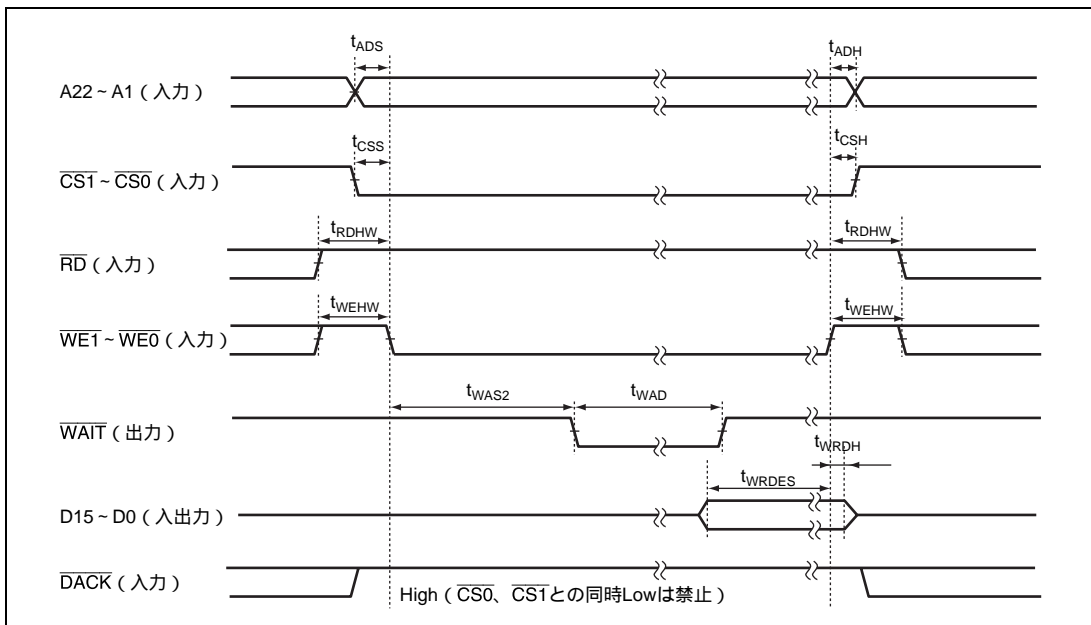 tADS
tADH
A22～A1（入力）
tCSS
tCSH
CS1～CS0（入力）
tRDHW
tRDHW
RD（入力）
tWEHW
tWEHW
WE1～WE0（入力）
tWAS2
tWAD
WAIT（出力）
tWRDH
tWRDES
D15～D0（入出力）
DACK（入力）
High（CS0、CS1との同時Lowは禁止）